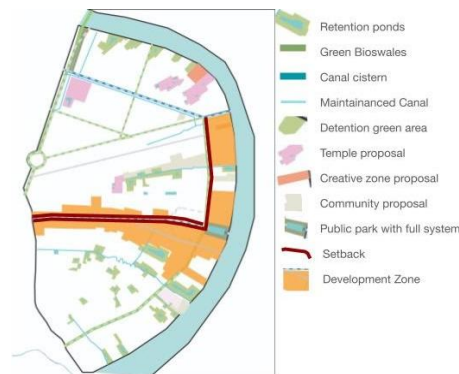 Retention ponds
Green Bioswales
Canal cistern
Maintainanced Canal
Detention green area
Temple proposal
Creative zone proposal
Community proposal
Public park with full system
Setback
Development Zone